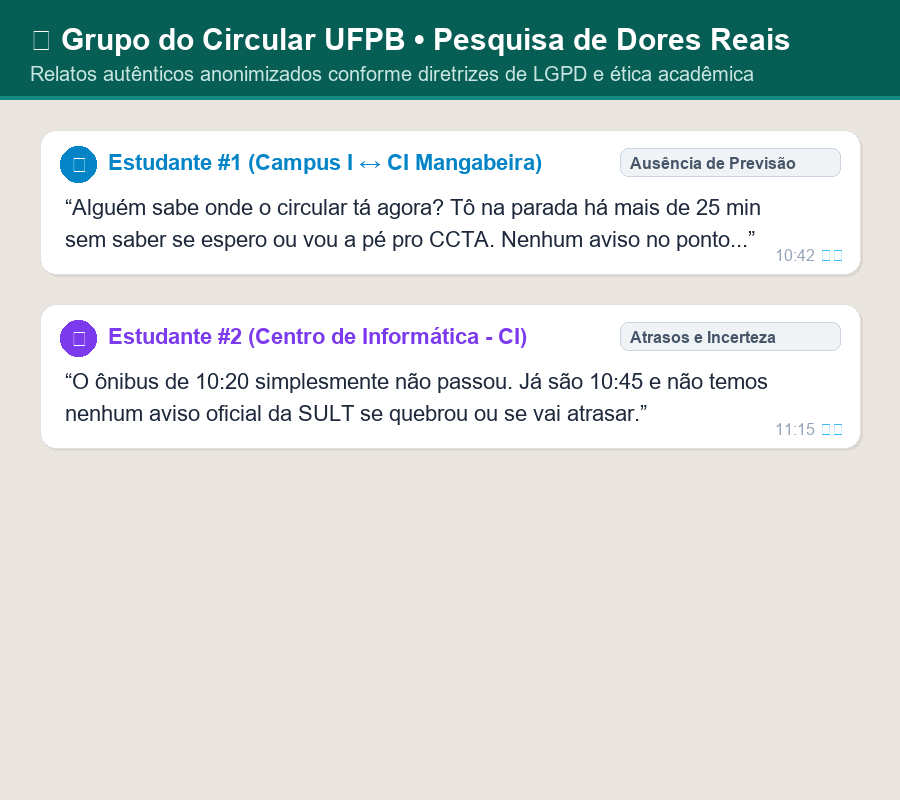 Grupo do Circular UFPB • Pesquisa de Dores Reais
Relatos autênticos anonimizados conforme diretrizes de LGPD e ética acadêmica
Estudante #1 (Campus I ↔ CI Mangabeira)
Ausência de Previsão
“Alguém sabe onde o circular tá agora? Tô na parada há mais de 25 min
sem saber se espero ou vou a pé pro CCTA. Nenhum aviso no ponto...”
10:42
Estudante #2 (Centro de Informática - CI)
Atrasos e Incerteza
“O ônibus de 10:20 simplesmente não passou. Já são 10:45 e não temos
nenhum aviso oficial da SULT se quebrou ou se vai atrasar.”
11:15